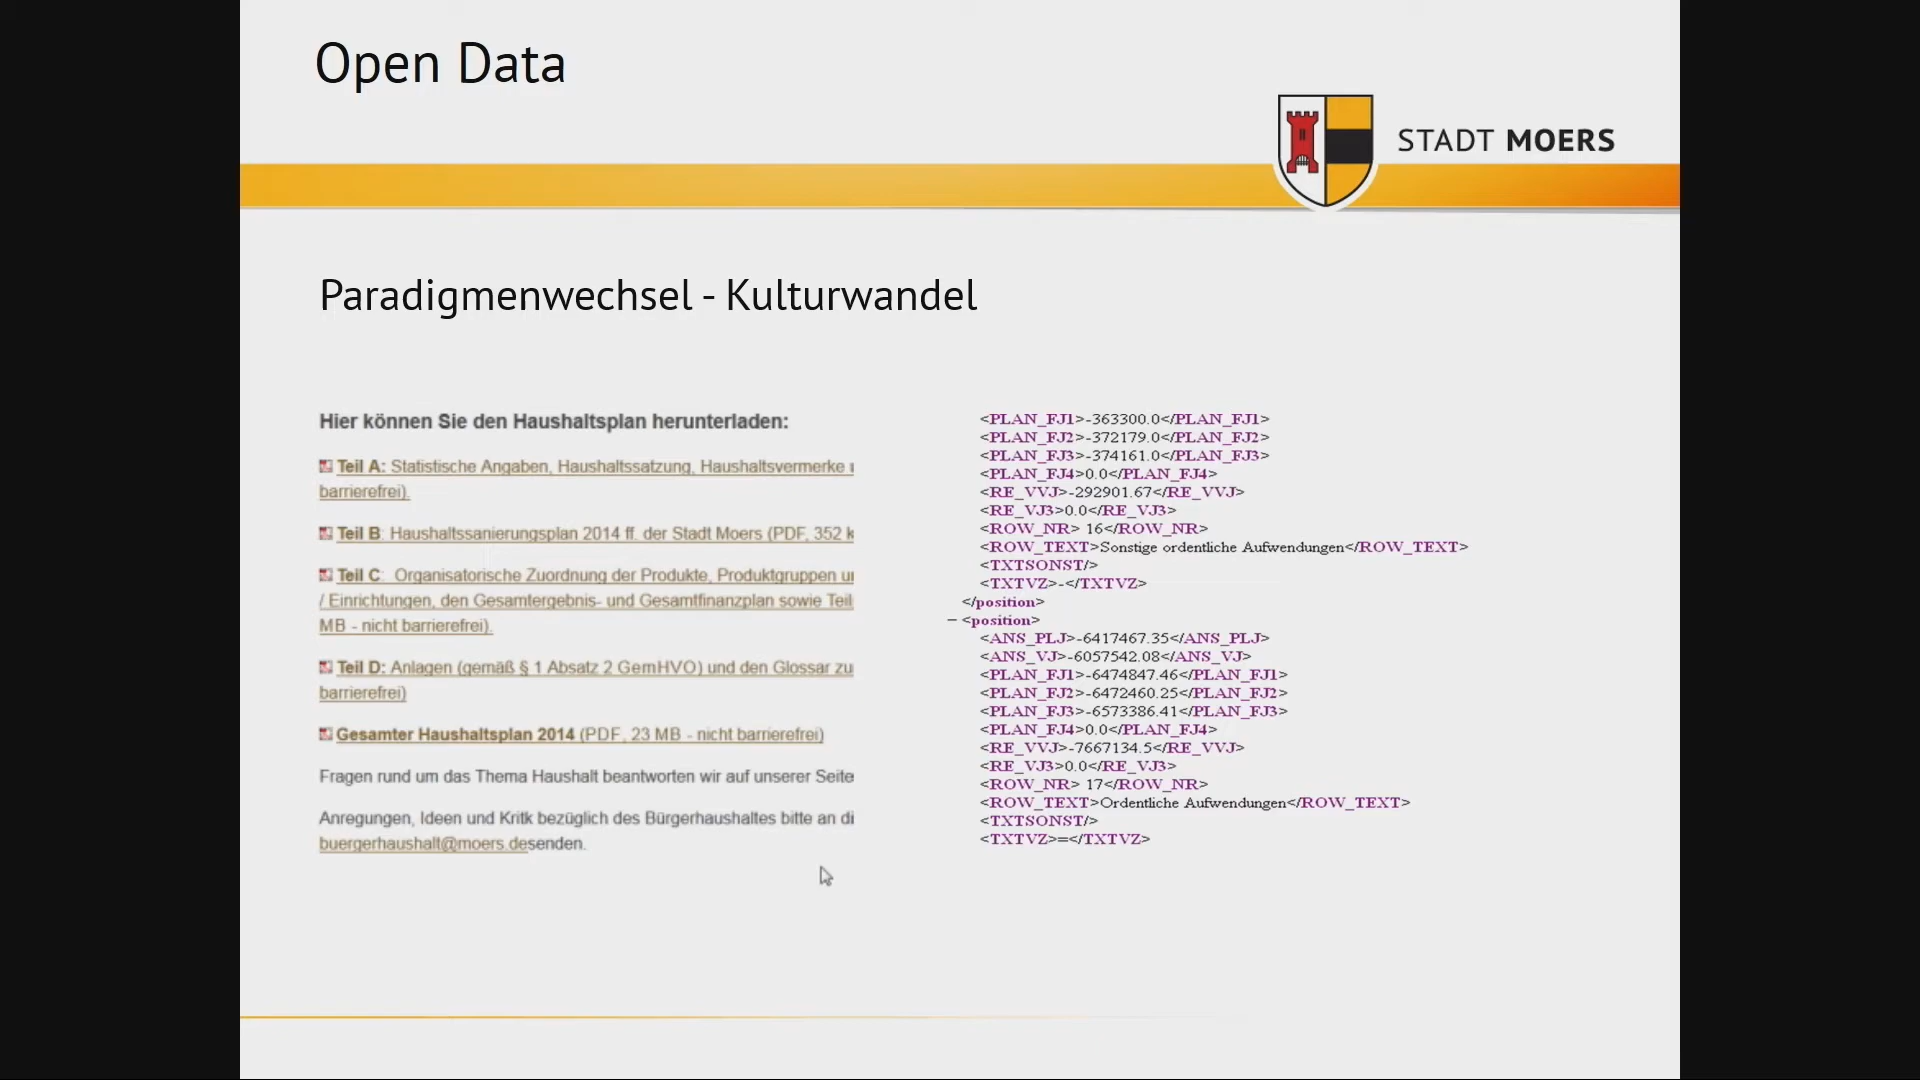 Open Data
STADT MOERS
Paradigmenwechsel - Kulturwandel
Hier können Sie den Haushaltsplan herunterladen:
Teil A: Statistische Angaben, Haushaltssatzung, Haushaltsvermerke
barrierefrei).
Teil B: Haushaltssanierungsplan 2014 ff. der Stadt Moers (PDF, 352
Teil C: Organisatorische Zuordnung der Produkte, Produktgruppen
/ Einrichtungen, den Gesamtergebnis- und Gesamtfinanzplan sowie Teil
MB - nicht barrierefrei).
Teil D: Anlagen (gemäß § 1 Absatz 2 GemHVO) und den Glossar
barrierefrei)
Gesamter Haushaltsplan 2014 (PDF, 23 MB - nicht barrierefrei)
Fragen rund um das Thema Haushalt beantworten wir auf unserer Seite
Anregungen, Ideen und Kritk bezüglich des Bürgerhaushaltes bitte an di
buergerhaushalt@moers.desenden.
<PLAN_FJ1>-363300.0</PLAN_FJ1>
<PLAN_FJ2>-372179.0</PLAN_FJ2>
<PLAN_FJ3>-374161.0</PLAN_FJ3>
<PLAN_FJ4>0.0</PLAN_FJ4>
<RE_VVJ>-292901.67</RE_VVJ>
<RE_VJ3>0.0</RE_VJ3>
<ROW_NR> 16</ROW_NR>
<ROW_TEXT>Sonstige ordentliche Aufwendungen</ROW_TEXT>
<TXTSONST/>
<TXTVZ>-</TXTVZ>
</position>
− <position>
<ANS_PLJ>-6417467.35</ANS_PLJ>
<ANS_VJ>-6057542.08</ANS_VJ>
<PLAN_FJ1>-6474847.46</PLAN_FJ1>
<PLAN_FJ2>-6472460.25</PLAN_FJ2>
<PLAN_FJ3>-6573386.41</PLAN_FJ3>
<PLAN_FJ4>0.0</PLAN_FJ4>
<RE_VVJ>-7667134.5</RE_VVJ>
<RE_VJ3>0.0</RE_VJ3>
<ROW_NR> 17</ROW_NR>
<ROW_TEXT>Ordentliche Aufwendungen</ROW_TEXT>
<TXTSONST/>
<TXTVZ>=</TXTVZ>